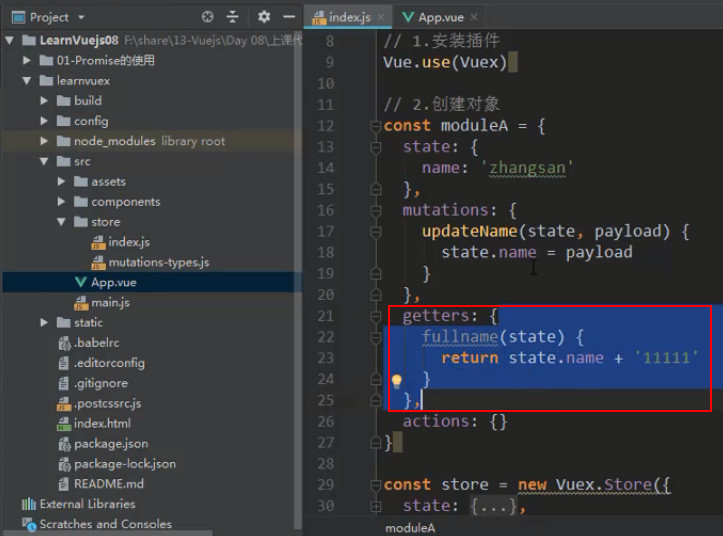 Project
LearnVuejs08 F:\share\13-Vuejs\Day 08\上课代
01-Promise的使用
learnvuex
build
config
node_modules library root
src
assets
components
store
index.js
mutations-types.js
App.vue
main.js
static
.babelrc
.editorconfig
.gitignore
.postcssrc.js
index.html
package.json
package-lock.json
README.md
External Libraries
Scratches and Consoles
index.js App.vue
8 // 1.安装插件
9 Vue.use(Vuex)
10
11 // 2.创建对象
12 const moduleA = {
13 state: {
14 name: 'zhangsan'
15 },
16 mutations: {
17 updateName(state, payload) {
18 state.name = payload
19 }
20 },
21 getters: {
22 fullname(state) {
23 return state.name + '11111'
24 }
25 },
26 actions: {}
27 }
28
29 const store = new Vuex.Store({
30 state: {...},
moduleA